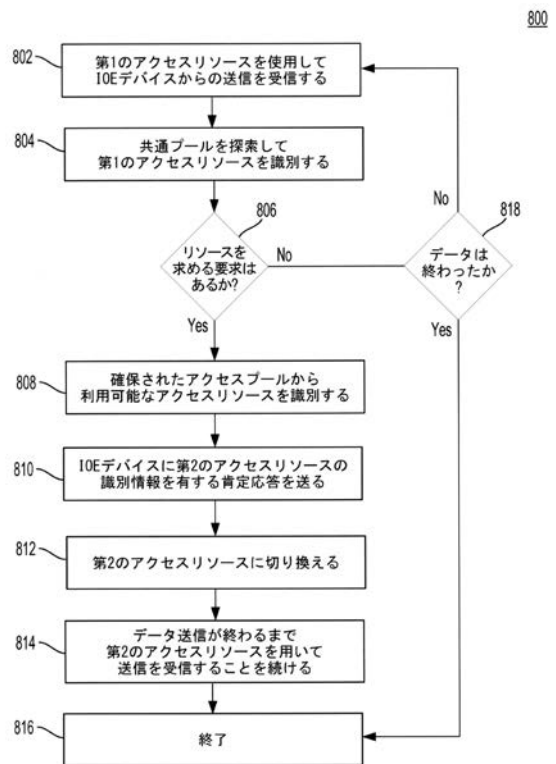 800
802
第1のアクセスリソースを使用して
IOEデバイスからの送信を受信する
804
共通プールを探索して
第1のアクセスリソースを識別する
806
リソースを
求める要求は
あるか?
No
Yes
818
データは
終わったか
?
No
Yes
808
確保されたアクセスプールから
利用可能なアクセスリソースを識別する
810
IOEデバイスに第2のアクセスリソースの
識別情報を有する肯定応答を送る
812
第2のアクセスリソースに切り換える
814
データ送信が終わるまで
第2のアクセスリソースを用いて
送信を受信することを続ける
816
終了